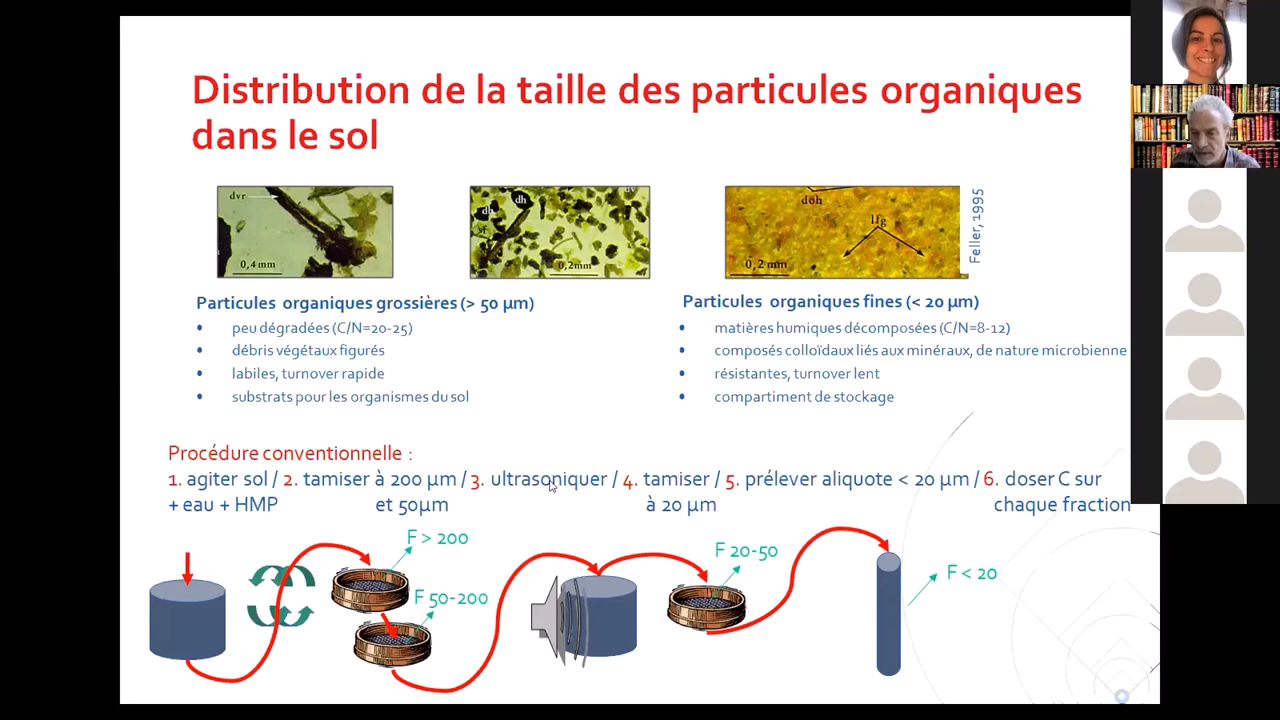 Distribution de la taille des particules organiques
dans le sol
dvr
0,4 mm
dh
dh
sf
dv
0,2mm
doh
lfg
0,2 mm
Feller, 1995
Particules organiques grossières (> 50 µm)
• peu dégradées (C/N=20-25)
• débris végétaux figurés
• labiles, turnover rapide
• substrats pour les organismes du sol
Particules organiques fines (< 20 µm)
• matières humiques décomposées (C/N=8-12)
• composés colloïdaux liés aux minéraux, de nature microbienne
• résistantes, turnover lent
• compartiment de stockage
Procédure conventionnelle :
1. agiter sol / 2. tamiser à 200 µm / 3. ultrasoniquer / 4. tamiser / 5. prélever aliquote < 20 µm / 6. doser C sur
+ eau + HMP et 50µm à 20 µm chaque fraction
F > 200
F 50-200
F 20-50
F < 20